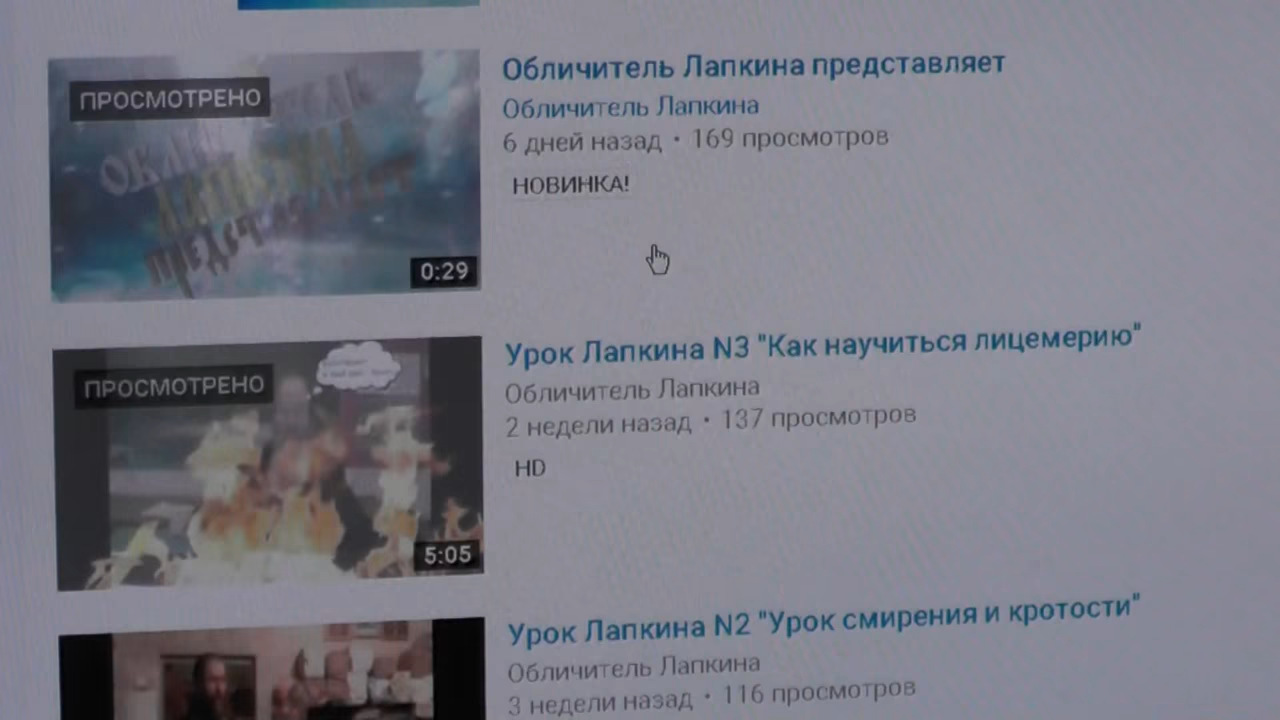 Обличитель Лапкина представляет
ПРОСМОТРЕНО
Обличитель Лапкина
6 дней назад • 169 просмотров
НОВИНКА!
0:29
Урок Лапкина N3 "Как научиться лицемерию"
ПРОСМОТРЕНО
Обличитель Лапкина
2 недели назад • 137 просмотров
HD
5:05
Урок Лапкина N2 "Урок смирения и кротости"
Обличитель Лапкина
3 недели назад • 116 просмотров